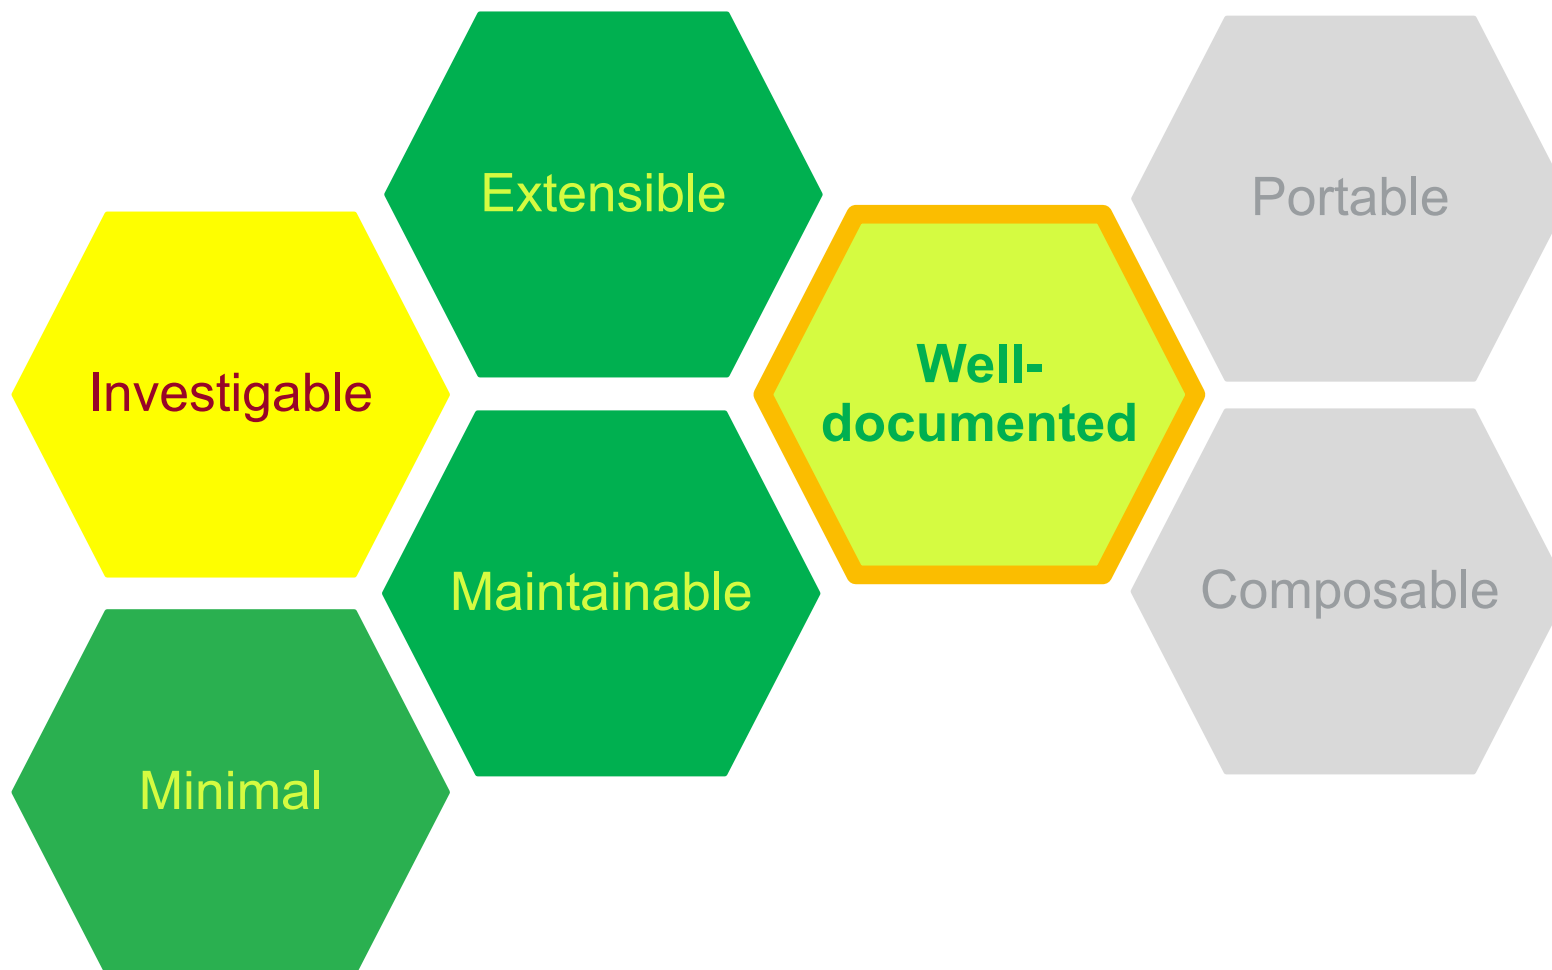 Extensible
Portable
Investigable
Well-
documented
Maintainable
Composable
Minimal